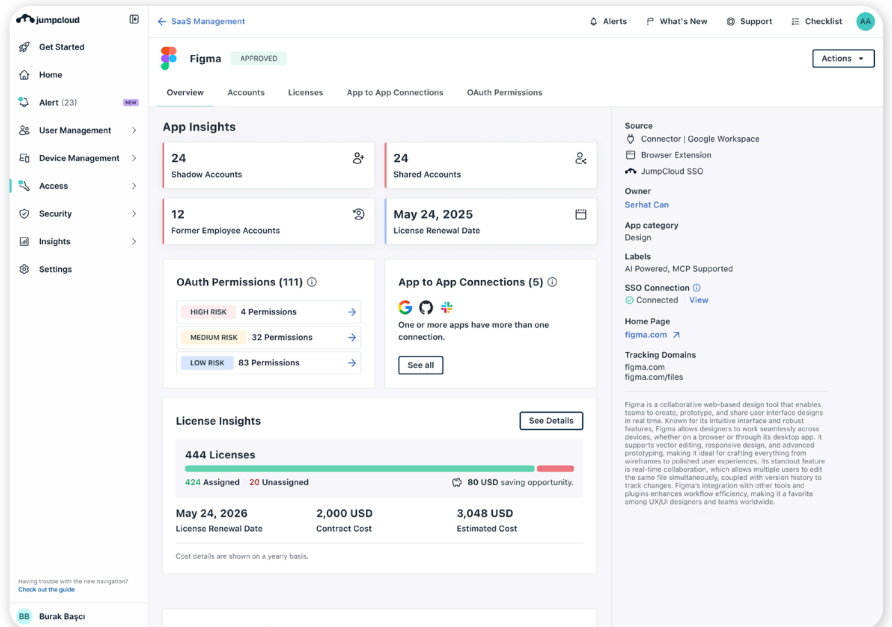 jumpcloud
SaaS Management
Alerts
What's New
Support
Checklist
AA
Get Started
Home
Alert (23)
NEW
User Management
Device Management
Access
Security
Insights
Settings
Having trouble with the new navigation?
Check out the guide
BB
Burak Başcı
Figma
APPROVED
Actions
Overview
Accounts
Licenses
App to App Connections
OAuth Permissions
App Insights
24
Shadow Accounts
24
Shared Accounts
12
Former Employee Accounts
May 24, 2025
License Renewal Date
OAuth Permissions (111)
HIGH RISK
4 Permissions
MEDIUM RISK
32 Permissions
LOW RISK
83 Permissions
App to App Connections (5)
One or more apps have more than one
connection.
See all
License Insights
See Details
444 Licenses
424 Assigned
20 Unassigned
80 USD saving opportunity.
May 24, 2026
License Renewal Date
2,000 USD
Contract Cost
3,048 USD
Estimated Cost
Cost details are shown on a yearly basis.
Source
Connector | Google Workspace
Browser Extension
JumpCloud SSO
Owner
Serhat Can
App category
Design
Labels
AI Powered, MCP Supported
SSO Connection
Connected
View
Home Page
figma.com
Tracking Domains
figma.com
figma.com/files
Figma is a collaborative web-based design tool that enables
teams to create, prototype, and share user interface designs
in real time. Known for its intuitive interface and robust
features, Figma allows designers to work seamlessly across
devices, whether on a browser or through its desktop app. It
supports vector editing, responsive design, and advanced
prototyping, making it ideal for crafting everything from
wireframes to polished user experiences. Its standout feature
is real-time collaboration, which allows multiple users to edit
the same file simultaneously, coupled with version history to
track changes. Figma's integration with other tools and
plugins enhances workflow efficiency, making it a favorite
among UX/UI designers and teams worldwide.